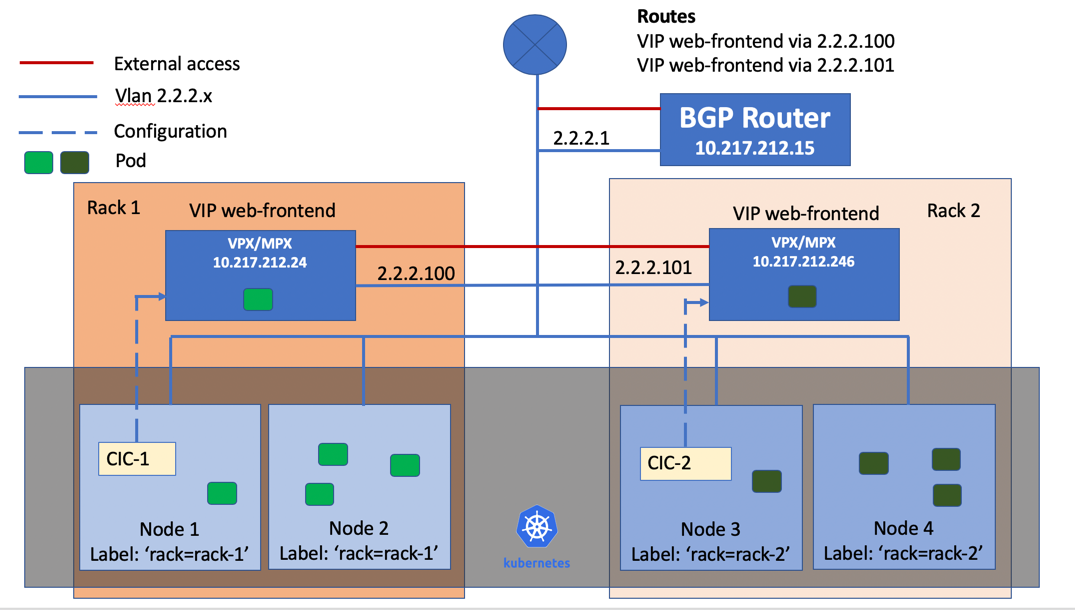 Routes
VIP web-frontend via 2.2.2.100
VIP web-frontend via 2.2.2.101
External access
Vlan 2.2.2.x
Configuration
Pod
BGP Router
10.217.212.15
2.2.2.1
Rack 1
VIP web-frontend
VPX/MPX
10.217.212.24
2.2.2.100
VIP web-frontend
Rack 2
VPX/MPX
10.217.212.246
2.2.2.101
CIC-1
Node 1
Label: ‘rack=rack-1’
Node 2
Label: ‘rack=rack-1’
kubernetes
CIC-2
Node 3
Label: ‘rack=rack-2’
Node 4
Label: ‘rack=rack-2’